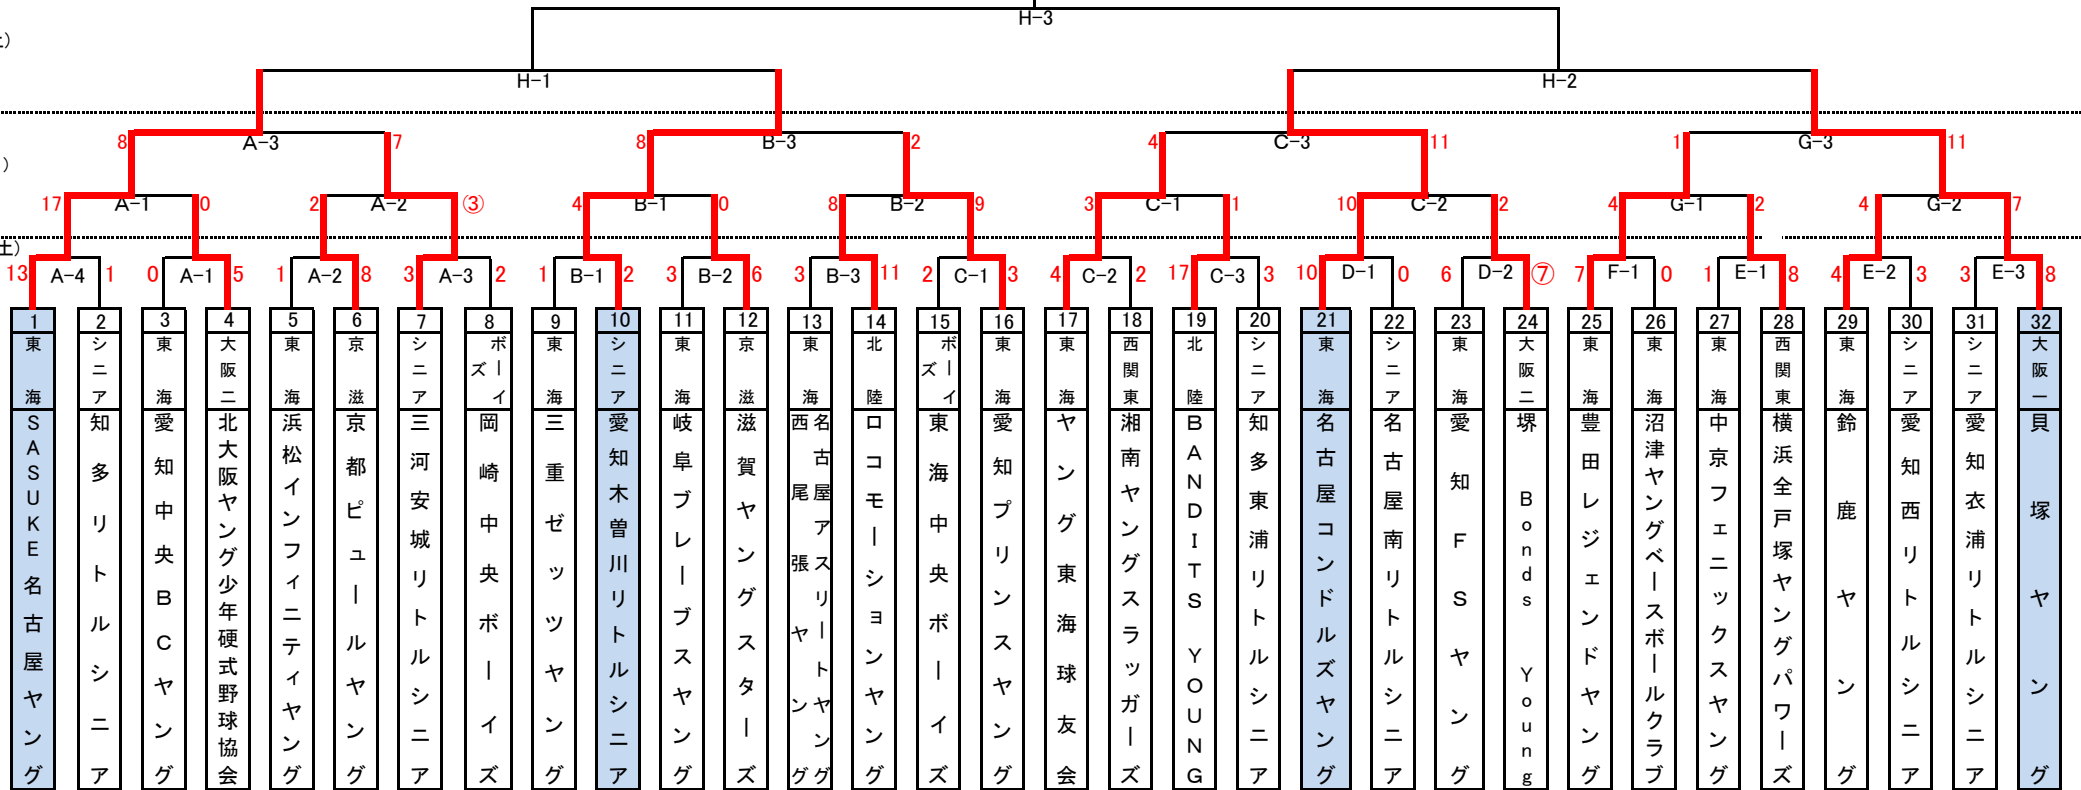 H-3
土)
H-1 H-2
8 A-3 7 8 B-3 2 4 C-3 11 1 G-3 11
)
17 A-1 0 2 A-2 ③ 4 B-1 0 8 B-2 9 3 C-1 1 10 C-2 2 4 G-1 2 4 G-2 7
土)
13 A-4 1 0 A-1 5 1 A-2 8 3 A-3 2 1 B-1 2 3 B-2 6 3 B-3 11 2 C-1 3 4 C-2 2 17 C-3 3 10 D-1 0 6 D-2 ⑦ 7 F-1 0 1 E-1 8 4 E-2 3 3 E-3 8
1 東海 SASUKE名古屋ヤング
2 シニア 知多リトルシニア
3 東海 愛知中央BCヤング
4 大阪二 北大阪ヤング少年硬式野球協会
5 東海 浜松インフィニティヤング
6 京滋 京都ピュールヤング
7 シニア 三河安城リトルシニア
8 ボーイズ 岡崎中央ボーイズ
9 東海 三重ゼッツヤング
10 シニア 愛知木曽川リトルシニア
11 東海 岐阜ブレーブスヤング
12 京滋 滋賀ヤングスターズ
13 東海 名古屋アスリートヤング 西尾張ヤング
14 北陸 ロコモーションヤング
15 ボーイズ 東海中央ボーイズ
16 東海 愛知プリンスヤング
17 東海 ヤング東海球友会
18 西関東 湘南ヤングスラッガーズ
19 北陸 BANDITS YOUNG
20 シニア 知多東浦リトルシニア
21 東海 名古屋コンドルズヤング
22 シニア 名古屋南リトルシニア
23 東海 愛知FSヤング
24 大阪二 堺 Bonds Young
25 東海 豊田レジェンドヤング
26 東海 沼津ヤングベースボールクラブ
27 東海 中京フェニックスヤング
28 西関東 横浜全戸塚ヤングパワーズ
29 東海 鈴鹿ヤング
30 シニア 愛知西リトルシニア
31 シニア 愛知衣浦リトルシニア
32 大阪一 貝塚ヤング